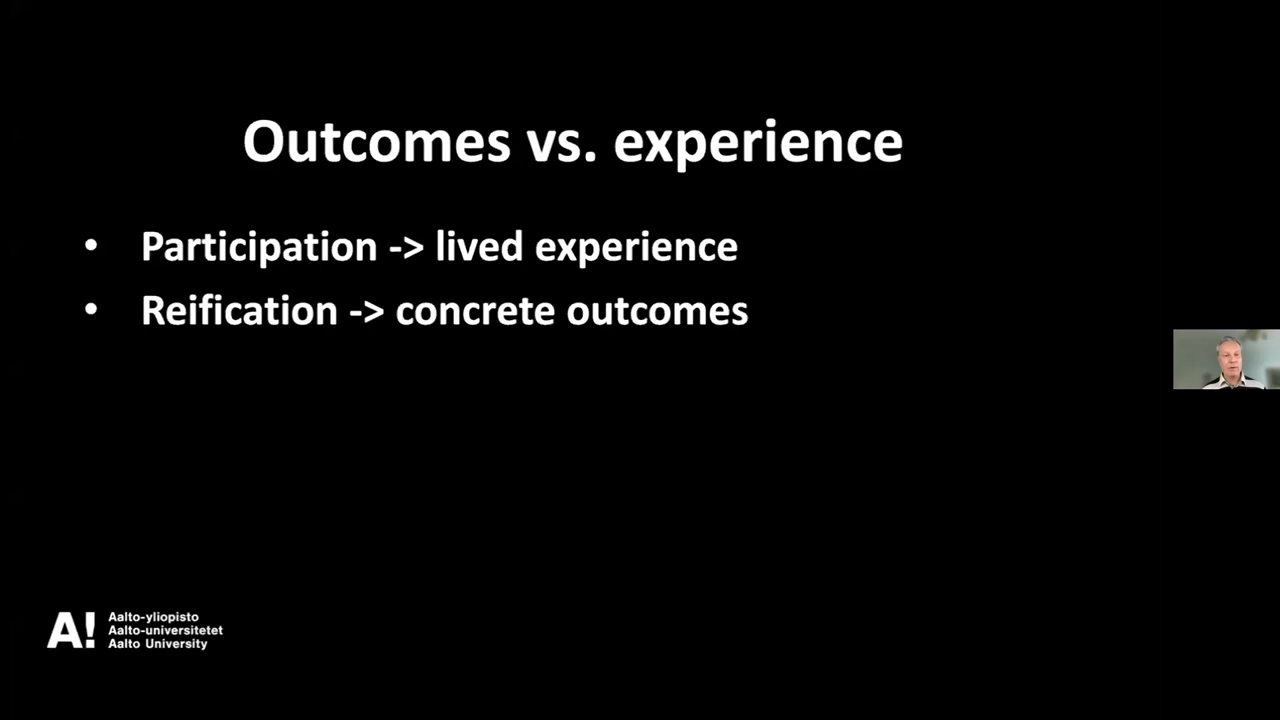 Outcomes vs. experience
• Participation -> lived experience
• Reification -> concrete outcomes
A! Aalto-yliopisto
Aalto-universitetet
Aalto University